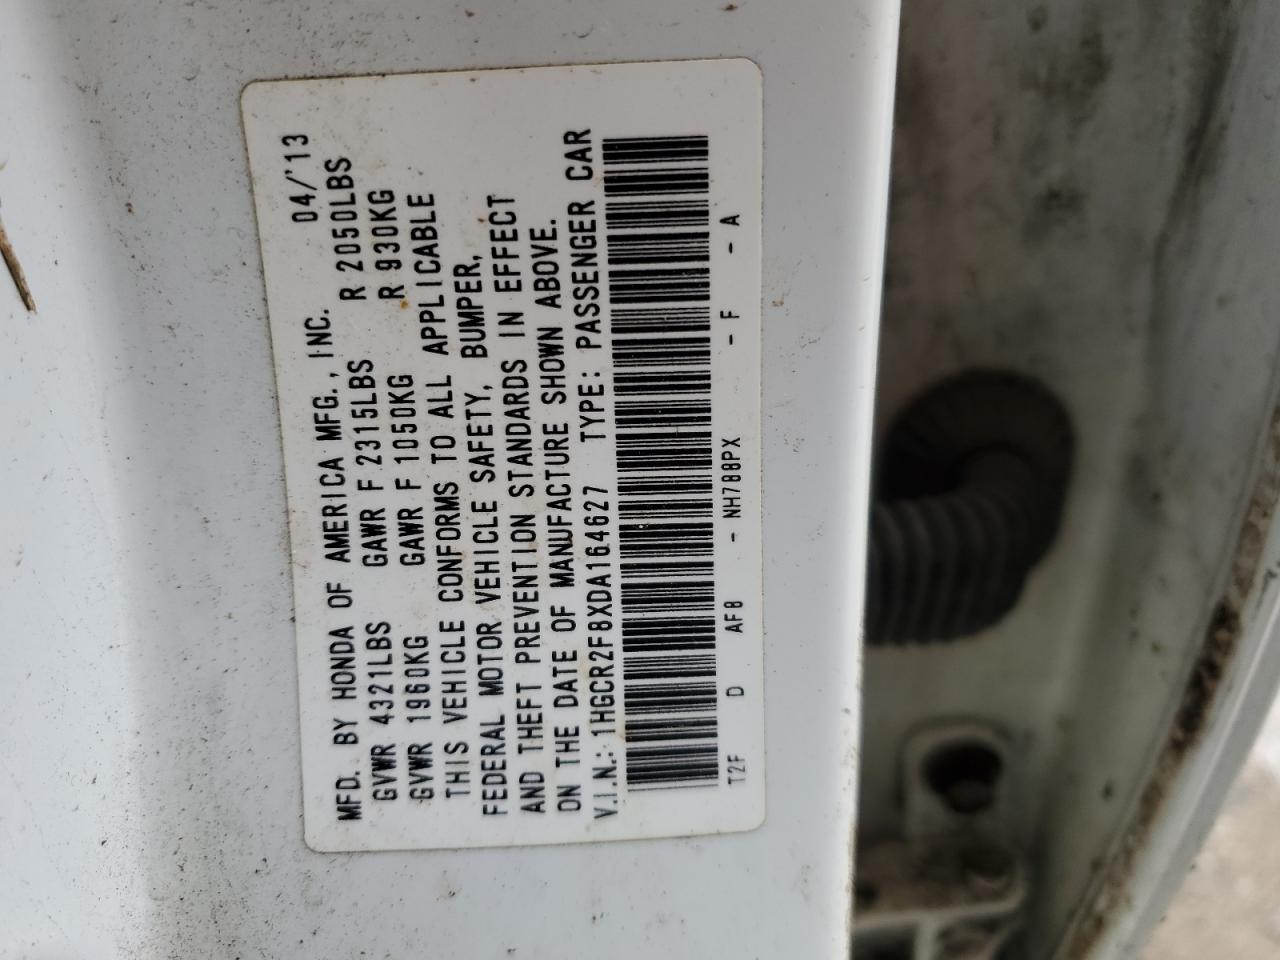 MFD. BY HONDA OF AMERICA MFG., INC. 04/'13
GVWR 4321LBS GAWR F 2315LBS R 2050LBS
GVWR 1960KG GAWR F 1050KG R 930KG
THIS VEHICLE CONFORMS TO ALL APPLICABLE
FEDERAL MOTOR VEHICLE SAFETY, BUMPER,
AND THEFT PREVENTION STANDARDS IN EFFECT
ON THE DATE OF MANUFACTURE SHOWN ABOVE.
V.I.N.: 1HGCR2F8XDA164627 TYPE: PASSENGER CAR
T2F D AF8 - NH788PX - F - A